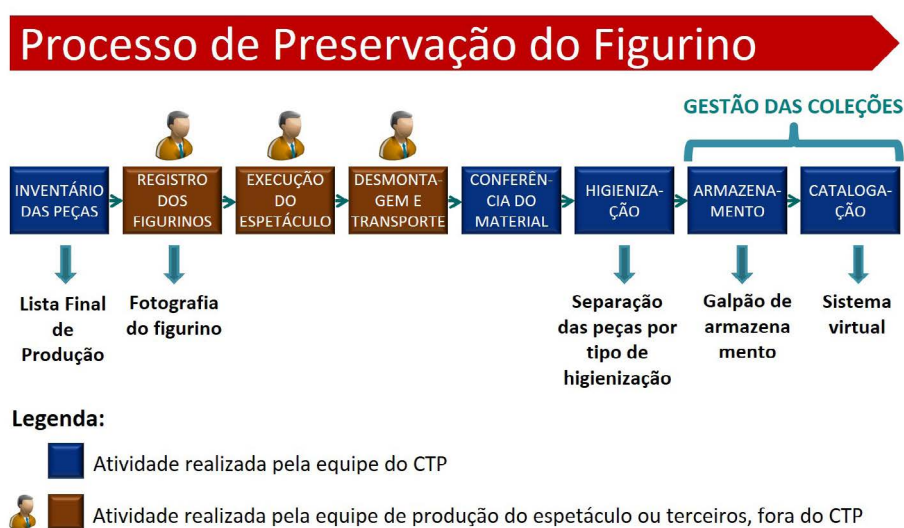 Processo de Preservação do Figurino
GESTÃO DAS COLEÇÕES
INVENTÁRIO
DAS PEÇAS
REGISTRO
DOS
FIGURINOS
EXECUÇÃO
DO
ESPETÁCULO
DESMONTA-
GEM E
TRANSPORTE
CONFERÊN-
CIA DO
MATERIAL
HIGIENIZA-
ÇÃO
ARMAZENA-
MENTO
CATALOGA-
ÇÃO
Lista Final
de
Produção
Fotografia
do figurino
Separação
das peças por
tipo de
higienização
Galpão de
armazena
mento
Sistema
virtual
Legenda:
Atividade realizada pela equipe do CTP
Atividade realizada pela equipe de produção do espetáculo ou terceiros, fora do CTP